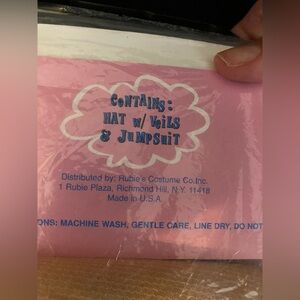 CONTAINS:
HAT W/ VEILS
& JUMPSUIT
Distributed by: Rubie's Costume Co,Inc.
1 Rubie Plaza, Richmond Hill, N.Y. 11418
Made in U.S.A.
ONS: MACHINE WASH, GENTLE CARE, LINE DRY, DO NOT